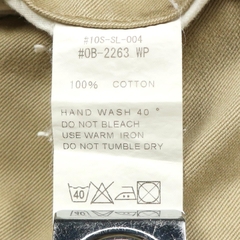 #105-SL-004
#OB-2263 WP
100% COTTON
HAND WASH 40°
DO NOT BLEACH
USE WARM IRON
DO NOT TUMBLE DRY
40